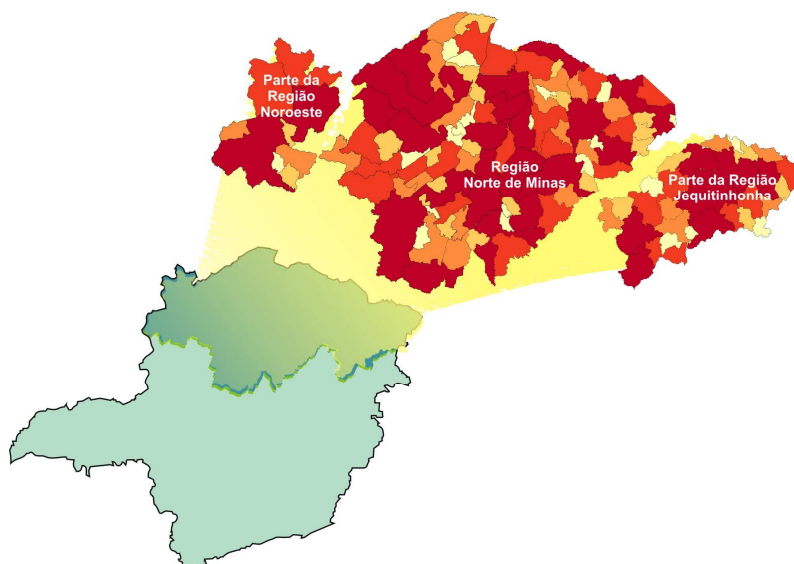 Parte da
Região
Noroeste
Região
Norte de Minas
Parte da Região
Jequitinhonha